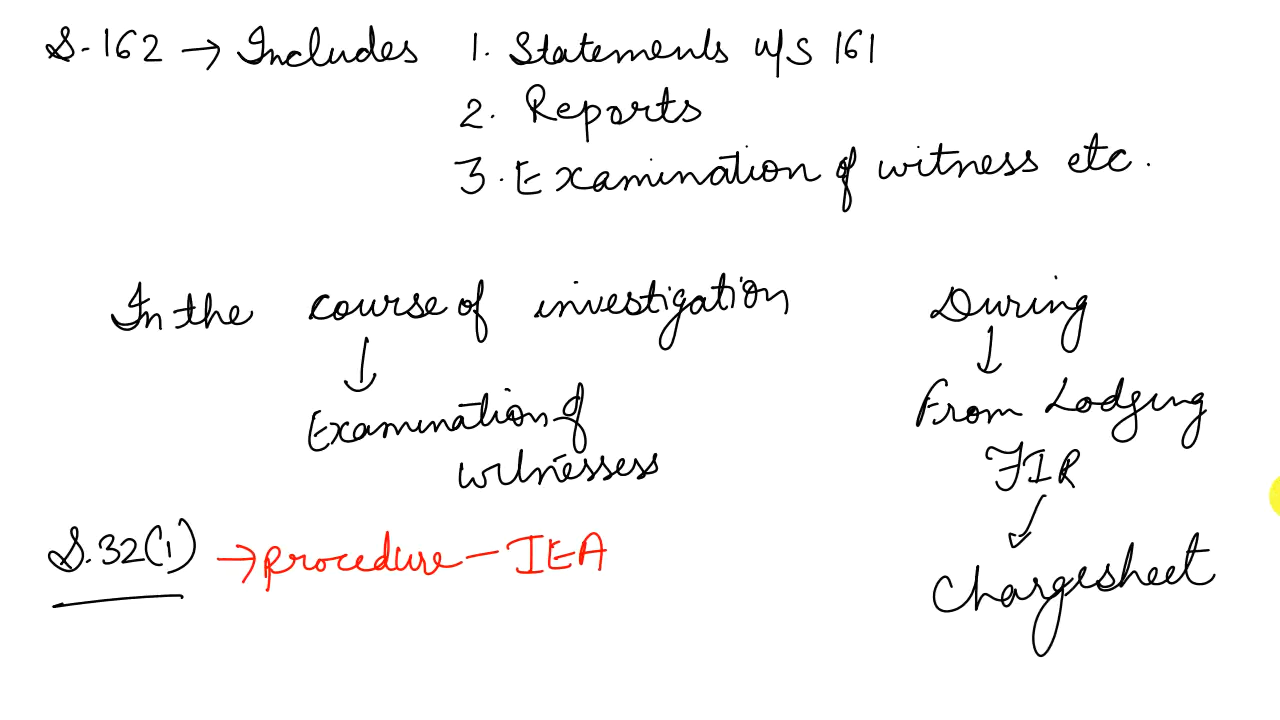 S-162 → Includes 1. Statements u/S 161
2. Reports
3. Examination of witness etc.
In the course of investigation
↓
Examination of
witnessess
During
↓
From Lodging
FIR
↓
Chargesheet
S.32(1) → procedure - IEA